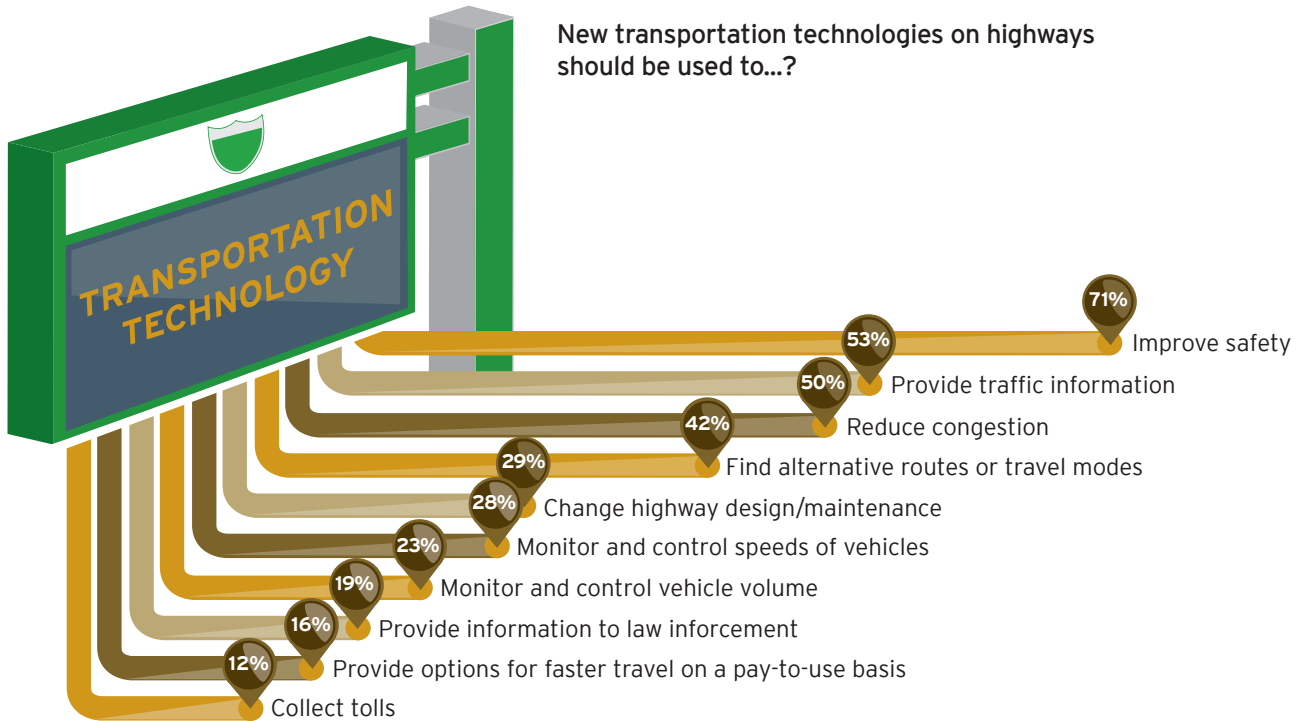 New transportation technologies on highways
should be used to...?
TRANSPORTATION
TECHNOLOGY
71%
Improve safety
53%
Provide traffic information
50%
Reduce congestion
42%
Find alternative routes or travel modes
29%
Change highway design/maintenance
28%
Monitor and control speeds of vehicles
23%
Monitor and control vehicle volume
19%
Provide information to law inforcement
16%
Provide options for faster travel on a pay-to-use basis
12%
Collect tolls